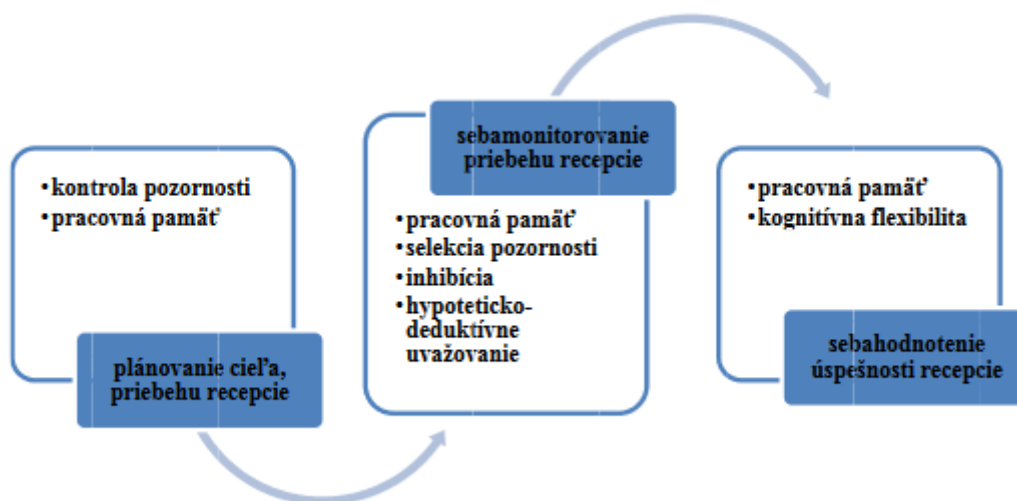 •kontrola pozornosti
•pracovná pamäť
plánovanie cieľa,
priebehu recepcie
sebamonitorovanie
priebehu recepcie
•pracovná pamäť
•selekcia pozornosti
•inhibícia
•hypoteticko-
deduktívne
uvažovanie
•pracovná pamäť
•kognitívna flexibilita
sebahodnotenie
úspešnosti recepcie